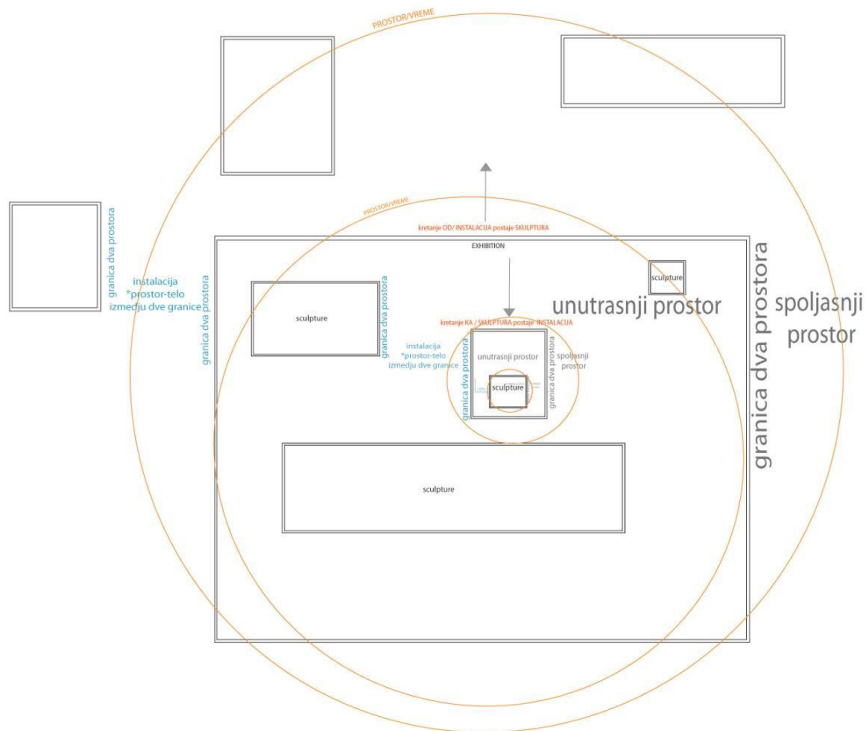 PROSTOR/VREME
PROSTOR/VREME
kretanje OD/ INSTALACIJA postaje SKULPTURA
EXHIBITION
granica dva prostora
instalacija
*prostor-telo
izmedju dve granice
granica dva prostora
sculpture
granica dva prostora
sculpture
unutrasnji prostor
granica dva prostora
spoljasnji
prostor
kretanje KA / SKULPTURA postaje INSTALACIJA
instalacija
*prostor-telo
izmedju dve granice
granica dva prostora
unutrasnji prostor
sculpture
granica dva prostora
spoljasnji
prostor
sculpture